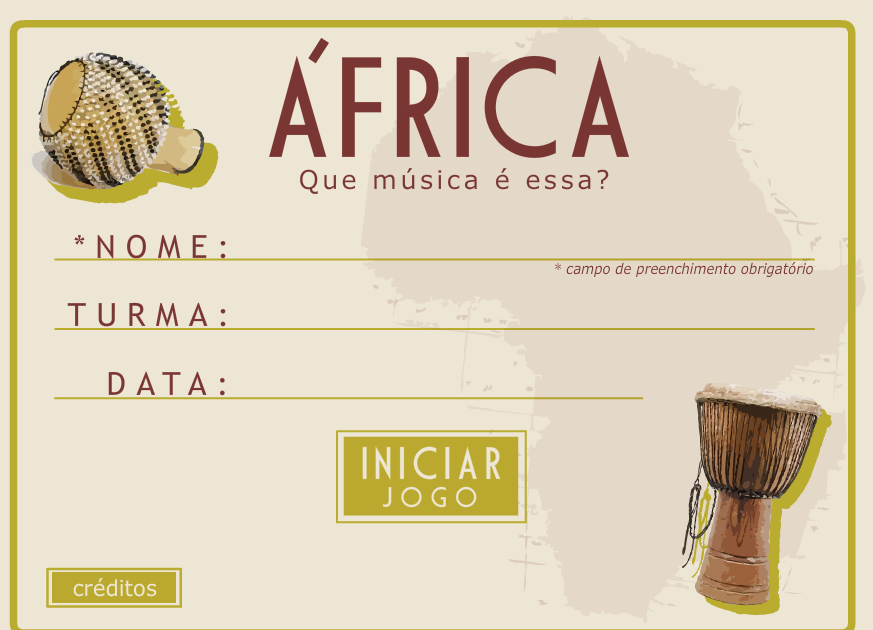 ÁFRICA
Que música é essa?
*NOME:
* campo de preenchimento obrigatório
TURMA:
DATA:
INICIAR
JOGO
créditos